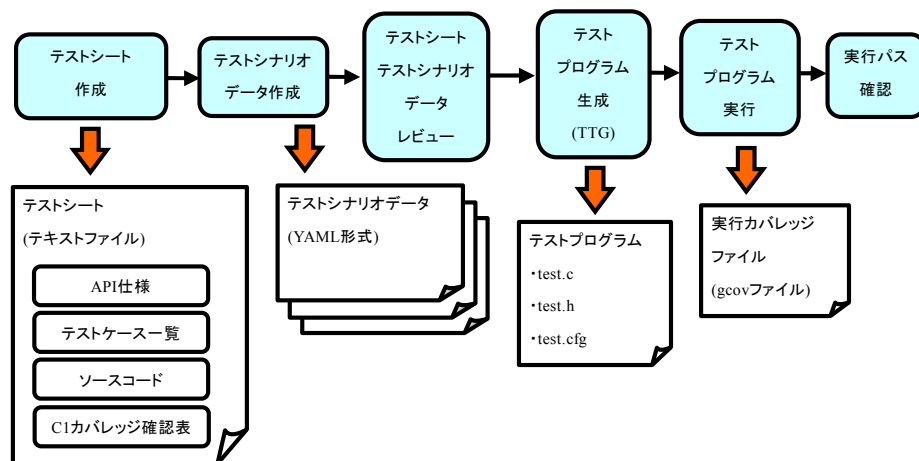 テストシート
作成
テストシナリオ
データ作成
テストシート
テストシナリオ
データ
レビュー
テスト
プログラム
生成
(TTG)
テスト
プログラム
実行
実行パス
確認
テストシート
(テキストファイル)
API仕様
テストケース一覧
ソースコード
C1カバレッジ確認表
テストシナリオデータ
(YAML形式)
テストプログラム
・test.c
・test.h
・test.cfg
実行カバレッジ
ファイル
(gcovファイル)